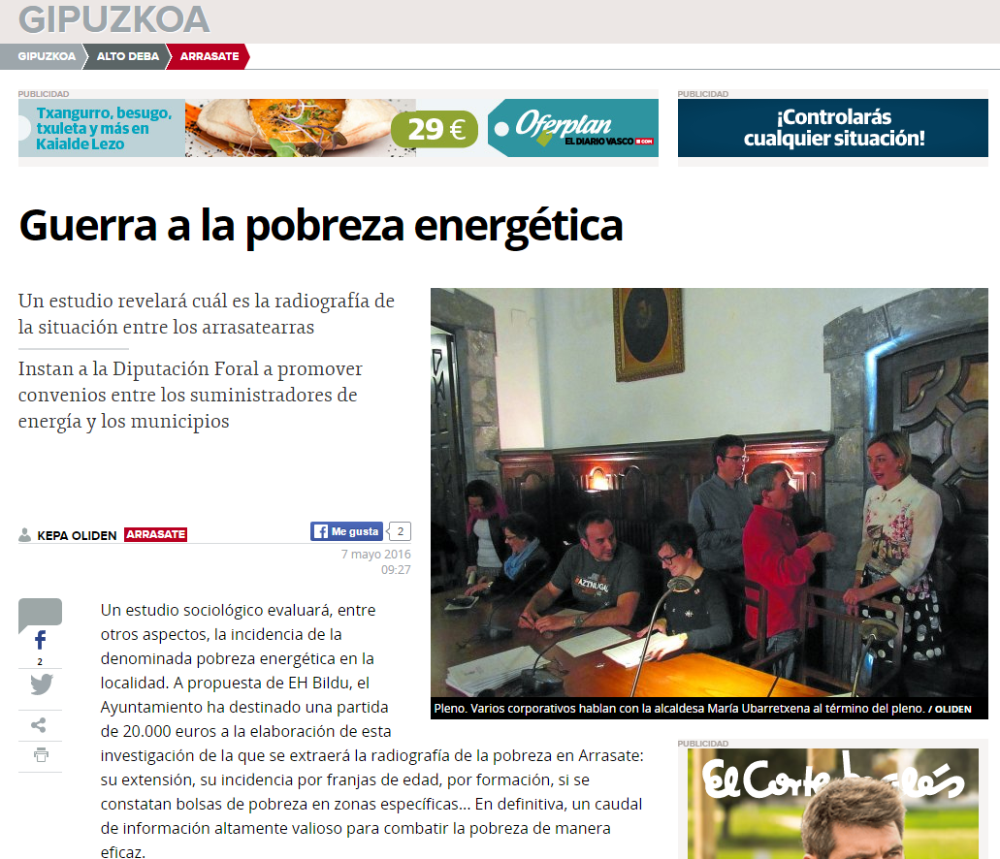 GIPUZKOA
GIPUZKOA
ALTO DEBA
ARRASATE
PUBLICIDAD
Txangurro, besugo,
txuleta y más en
Kaialde Lezo
29 €
Oferplan
EL DIARIO VASCO.COM
PUBLICIDAD
¡Controlarás
cualquier situación!
Guerra a la pobreza energética
Un estudio revelará cuál es la radiografía de
la situación entre los arrasatearras
Instan a la Diputación Foral a promover
convenios entre los suministradores de
energía y los municipios
KEPA OLIDEN ARRASATE
Me gusta 2
7 mayo 2016
09:27
2
Un estudio sociológico evaluará, entre
otros aspectos, la incidencia de la
denominada pobreza energética en la
localidad. A propuesta de EH Bildu, el
Ayuntamiento ha destinado una partida
de 20.000 euros a la elaboración de esta
investigación de la que se extraerá la radiografía de la pobreza en Arrasate:
su extensión, su incidencia por franjas de edad, por formación, si se
constatan bolsas de pobreza en zonas específicas... En definitiva, un caudal
de información altamente valioso para combatir la pobreza de manera
eficaz.
AZTNUGAL
Pleno. Varios corporativos hablan con la alcaldesa María Ubarretxena al término del pleno. / OLIDEN
PUBLICIDAD
El Corte Inglés